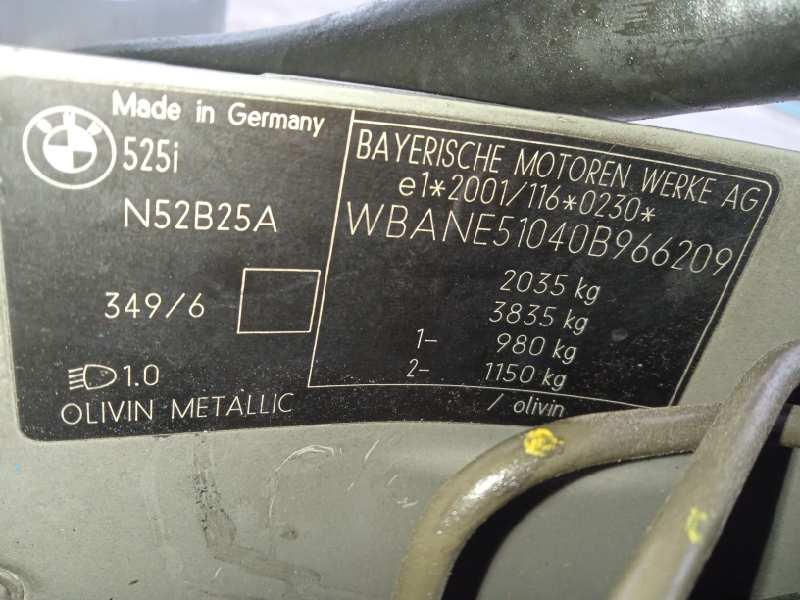 Made in Germany
525i
N52B25A
349/6
1.0
OLIVIN METALLIC
BAYERISCHE MOTOREN WERKE AG
e1*2001/116*0230*
WBANE51040B966209
2035 kg
3835 kg
1- 980 kg
2- 1150 kg
/ olivin